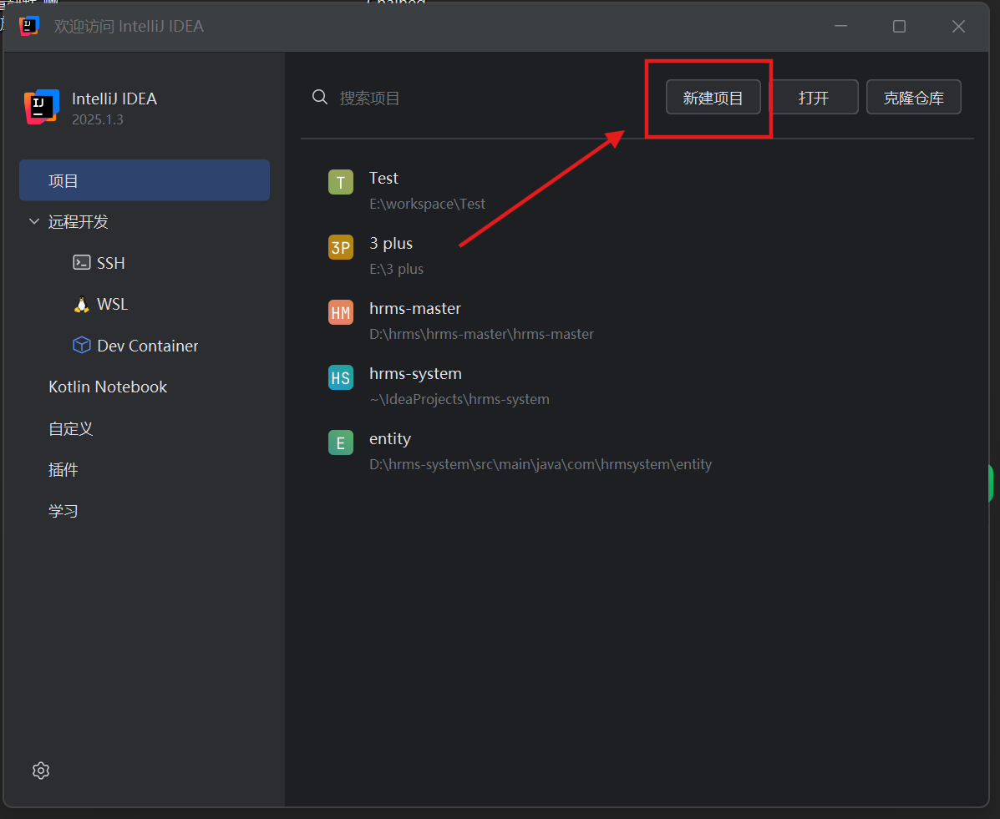 欢迎访问 IntelliJ IDEA
IntelliJ IDEA
2025.1.3
搜索项目
新建项目
打开
克隆仓库
项目
远程开发
SSH
WSL
Dev Container
Kotlin Notebook
自定义
插件
学习
T
Test
E:\workspace\Test
3P
3 plus
E:\3 plus
HM
hrms-master
D:\hrms\hrms-master\hrms-master
HS
hrms-system
~\IdeaProjects\hrms-system
E
entity
D:\hrms-system\src\main\java\com\hrmsystem\entity